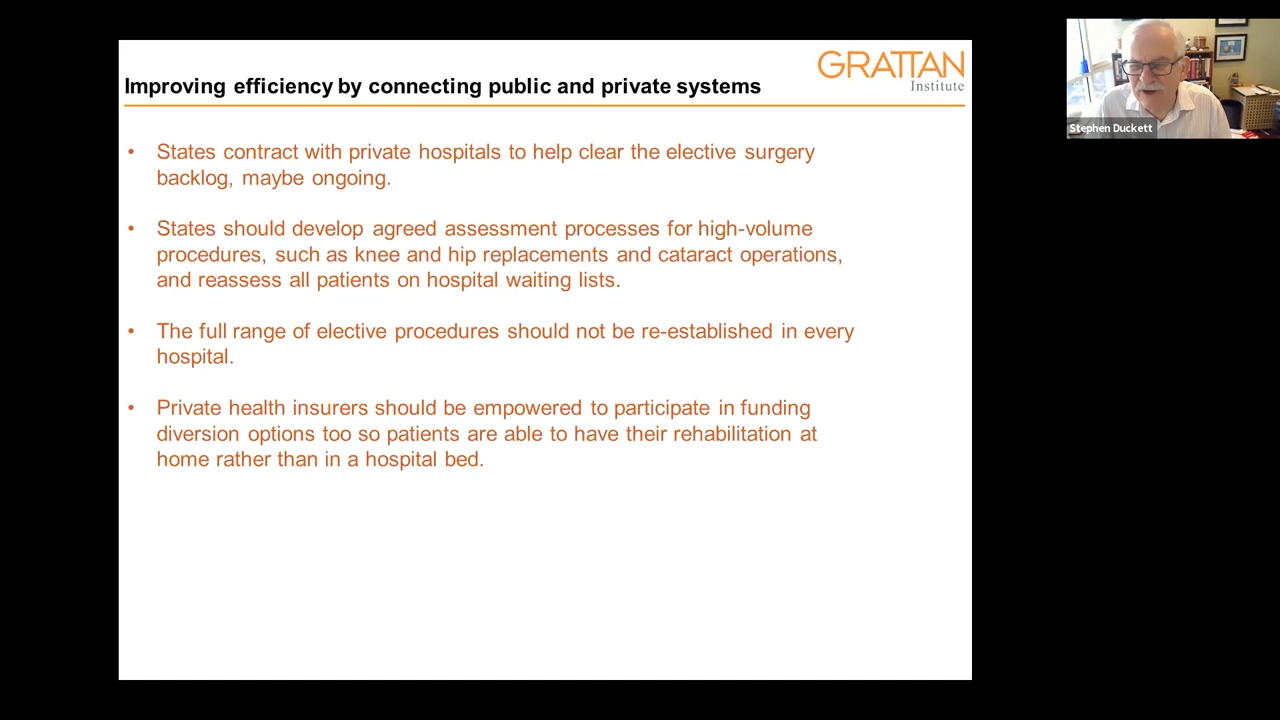 GRATTAN
Institute
Improving efficiency by connecting public and private systems
• States contract with private hospitals to help clear the elective surgery
backlog, maybe ongoing.
• States should develop agreed assessment processes for high-volume
procedures, such as knee and hip replacements and cataract operations,
and reassess all patients on hospital waiting lists.
• The full range of elective procedures should not be re-established in every
hospital.
• Private health insurers should be empowered to participate in funding
diversion options too so patients are able to have their rehabilitation at
home rather than in a hospital bed.
Stephen Duckett